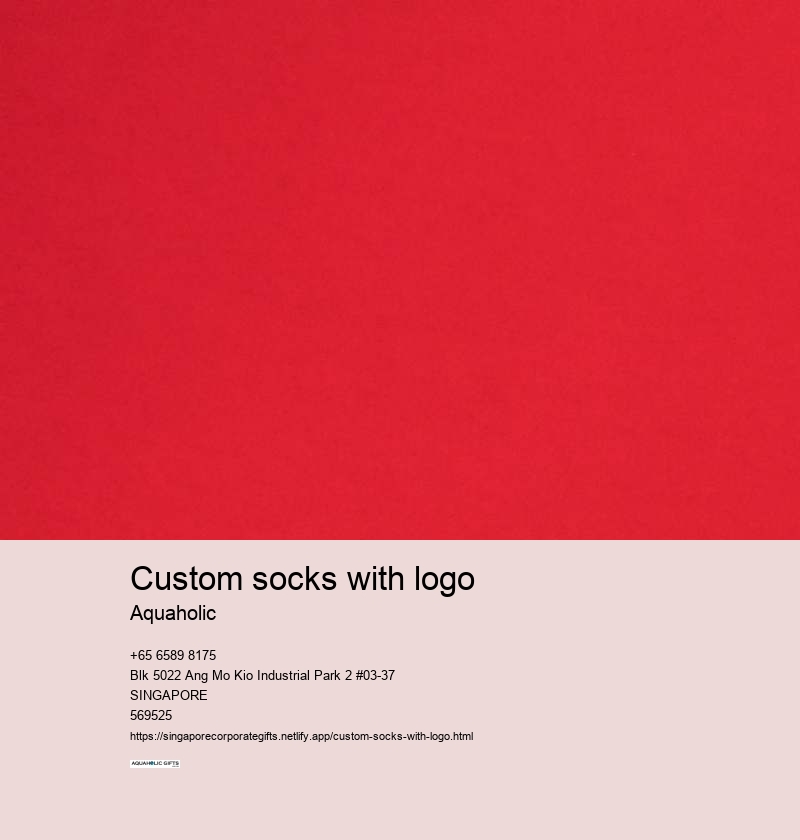 Custom socks with logo
Aquaholic
+65 6589 8175
Blk 5022 Ang Mo Kio Industrial Park 2 #03-37
SINGAPORE
569525
https://singaporecorporategifts.netlify.app/custom-socks-with-logo.html
AQUAHOLIC GIFTS